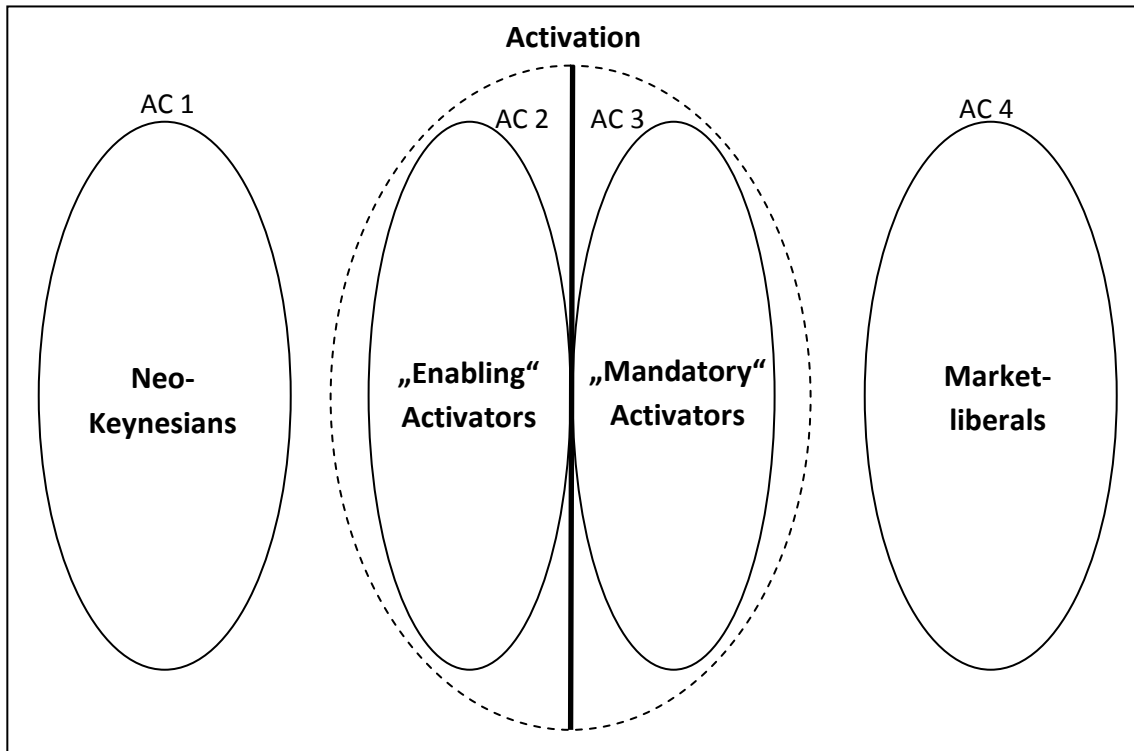 Activation
AC 1
AC 2
AC 3
AC 4
Neo-
Keynesians
„Enabling“
Activators
„Mandatory“
Activators
Market-
liberals